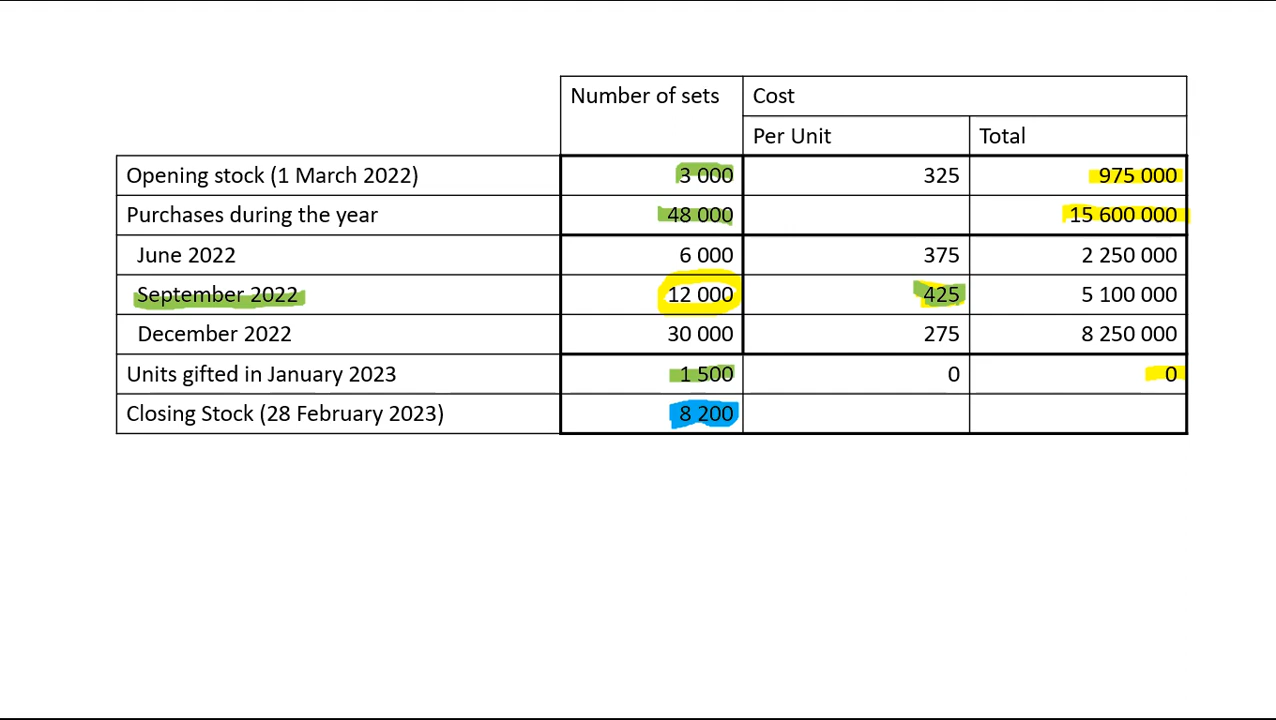 Number of sets Cost
Per Unit Total
Opening stock (1 March 2022) 3 000 325 975 000
Purchases during the year 48 000 15 600 000
June 2022 6 000 375 2 250 000
September 2022 12 000 425 5 100 000
December 2022 30 000 275 8 250 000
Units gifted in January 2023 1 500 0 0
Closing Stock (28 February 2023) 8 200